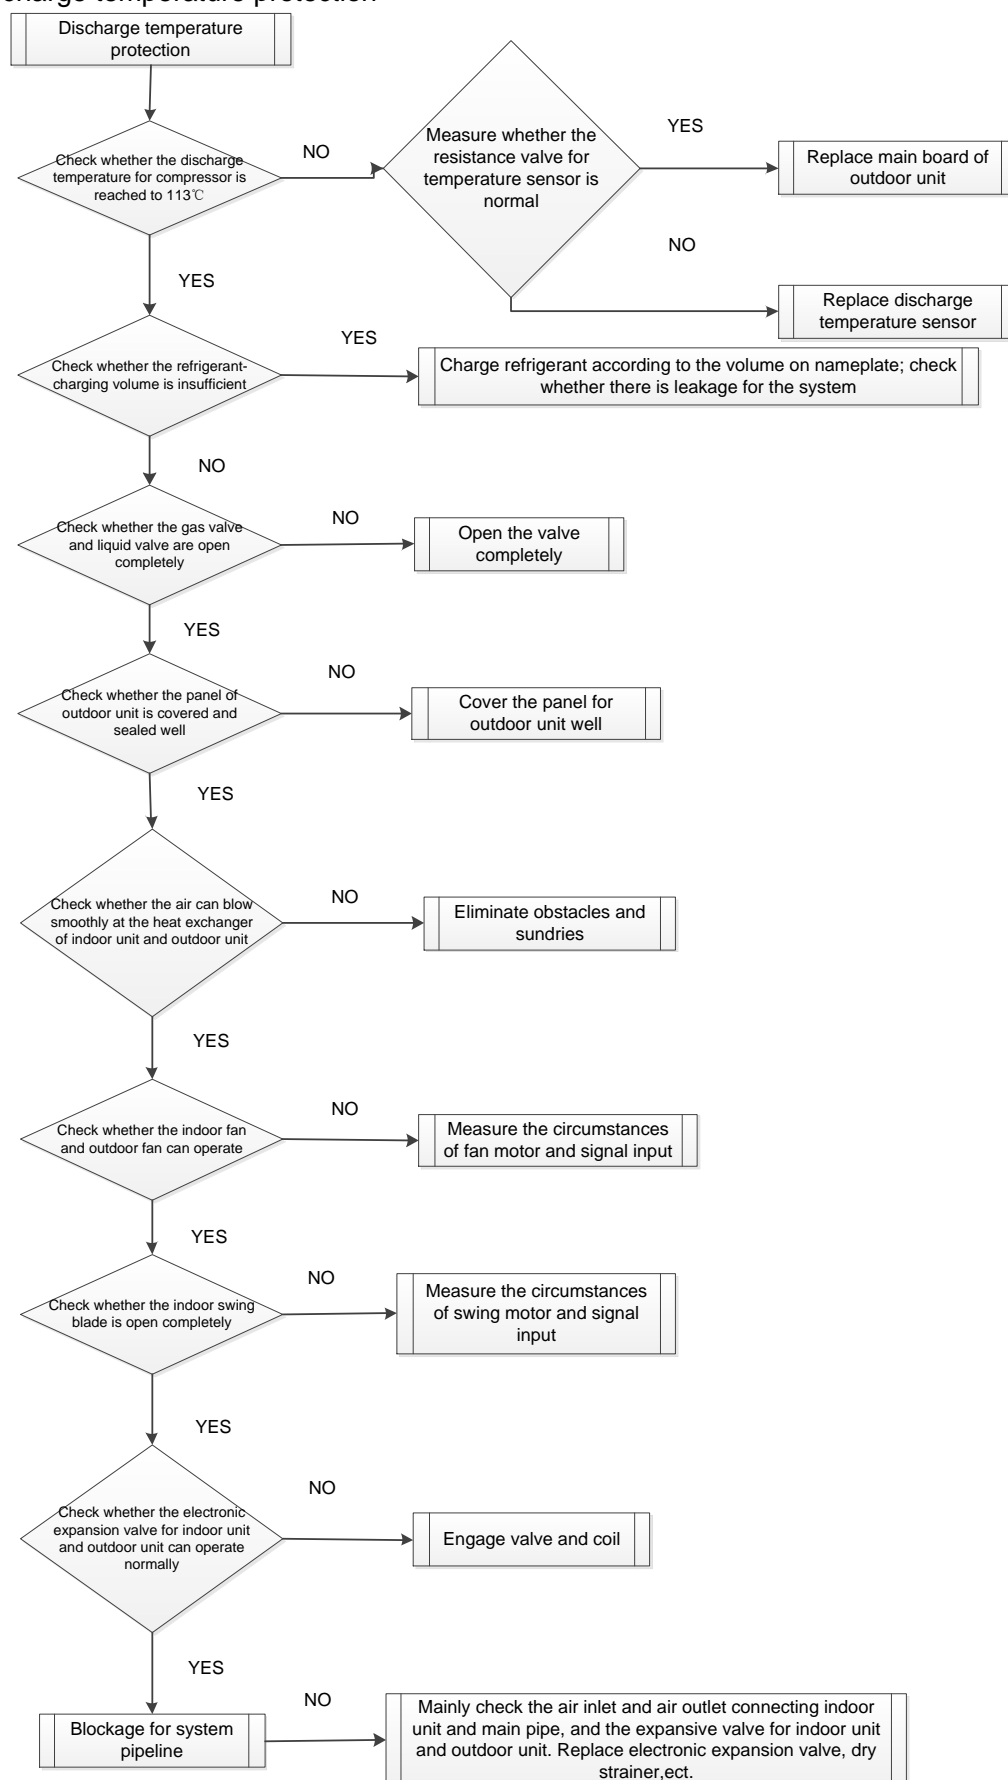 charge temperature protection
Discharge temperature
protection
Check whether the discharge
temperature for compressor is
reached to 113℃
NO
Measure whether the
resistance valve for
temperature sensor is
normal
YES
Replace main board of
outdoor unit
NO
Replace discharge
temperature sensor
YES
Check whether the refrigerant-
charging volume is insufficient
YES
Charge refrigerant according to the volume on nameplate; check
whether there is leakage for the system
NO
Check whether the gas valve
and liquid valve are open
completely
NO
Open the valve
completely
YES
Check whether the panel of
outdoor unit is covered and
sealed well
NO
Cover the panel for
outdoor unit well
YES
Check whether the air can blow
smoothly at the heat exchanger
of indoor unit and outdoor unit
NO
Eliminate obstacles and
sundries
YES
Check whether the indoor fan
and outdoor fan can operate
NO
Measure the circumstances
of fan motor and signal input
YES
Check whether the indoor swing
blade is open completely
NO
Measure the circumstances
of swing motor and signal
input
YES
Check whether the electronic
expansion valve for indoor unit
and outdoor unit can operate
normally
NO
Engage valve and coil
YES
Blockage for system
pipeline
NO
Mainly check the air inlet and air outlet connecting indoor
unit and main pipe, and the expansive valve for indoor unit
and outdoor unit. Replace electronic expansion valve, dry
strainer,ect.